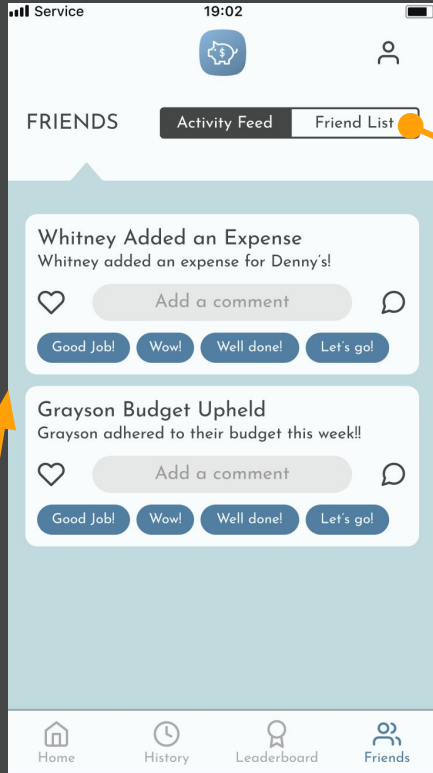 Service 19:02
$
FRIENDS Activity Feed Friend List
Whitney Added an Expense
Whitney added an expense for Denny's!
Add a comment
Good Job! Wow! Well done! Let's go!
Grayson Budget Upheld
Grayson adhered to their budget this week!!
Add a comment
Good Job! Wow! Well done! Let's go!
Home History Leaderboard Friends